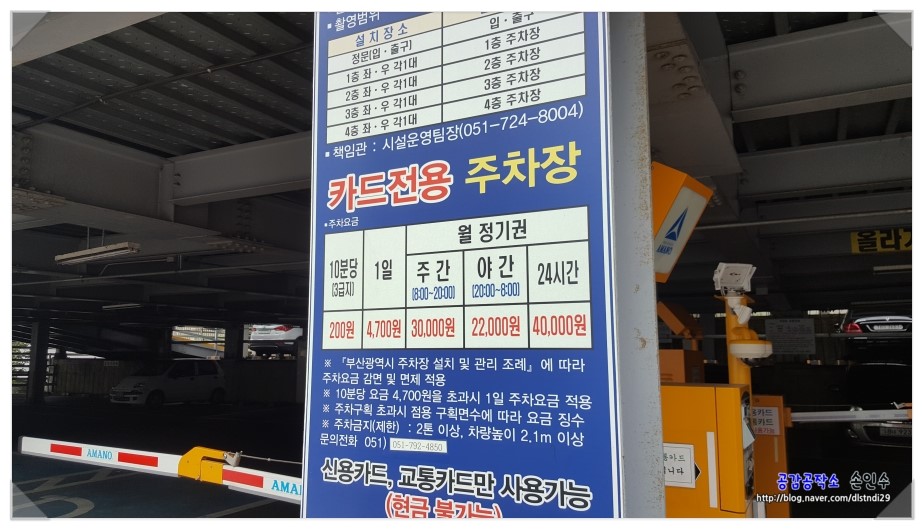 ▪ 촬영범위
설 치 장 소
입 · 출구
정문(입 · 출구)
1층 주차장
1층 좌 · 우 각1대
2층 주차장
2층 좌 · 우 각1대
3층 주차장
3층 좌 · 우 각1대
4층 주차장
4층 좌 · 우 각1대
▪ 책임관 : 시설운영팀장(051-724-8004)
카드전용 주차장
▪주차요금
10분당 (3급지) 1일 월 정기권
주 간 (8:00~20:00) 야 간 (20:00~8:00) 24시간
200원 4,700원 30,000원 22,000원 40,000원
※ 『부산광역시 주차장 설치 및 관리 조례』에 따라
주차요금 감면 및 면제 적용
※ 10분당 요금 4,700원을 초과시 1일 주차요금 적용
※ 주차구획 초과시 점용 구획면수에 따라 요금 징수
※ 주차금지(제한) : 2톤 이상, 차량높이 2.1m 이상
문의전화 051) 051-792-4850
신용카드, 교통카드만 사용가능
(현금 불가능)
AMANO
AMA
AMANO
올라가
공감공작소 손인수
http://blog.naver.com/dlstndi29